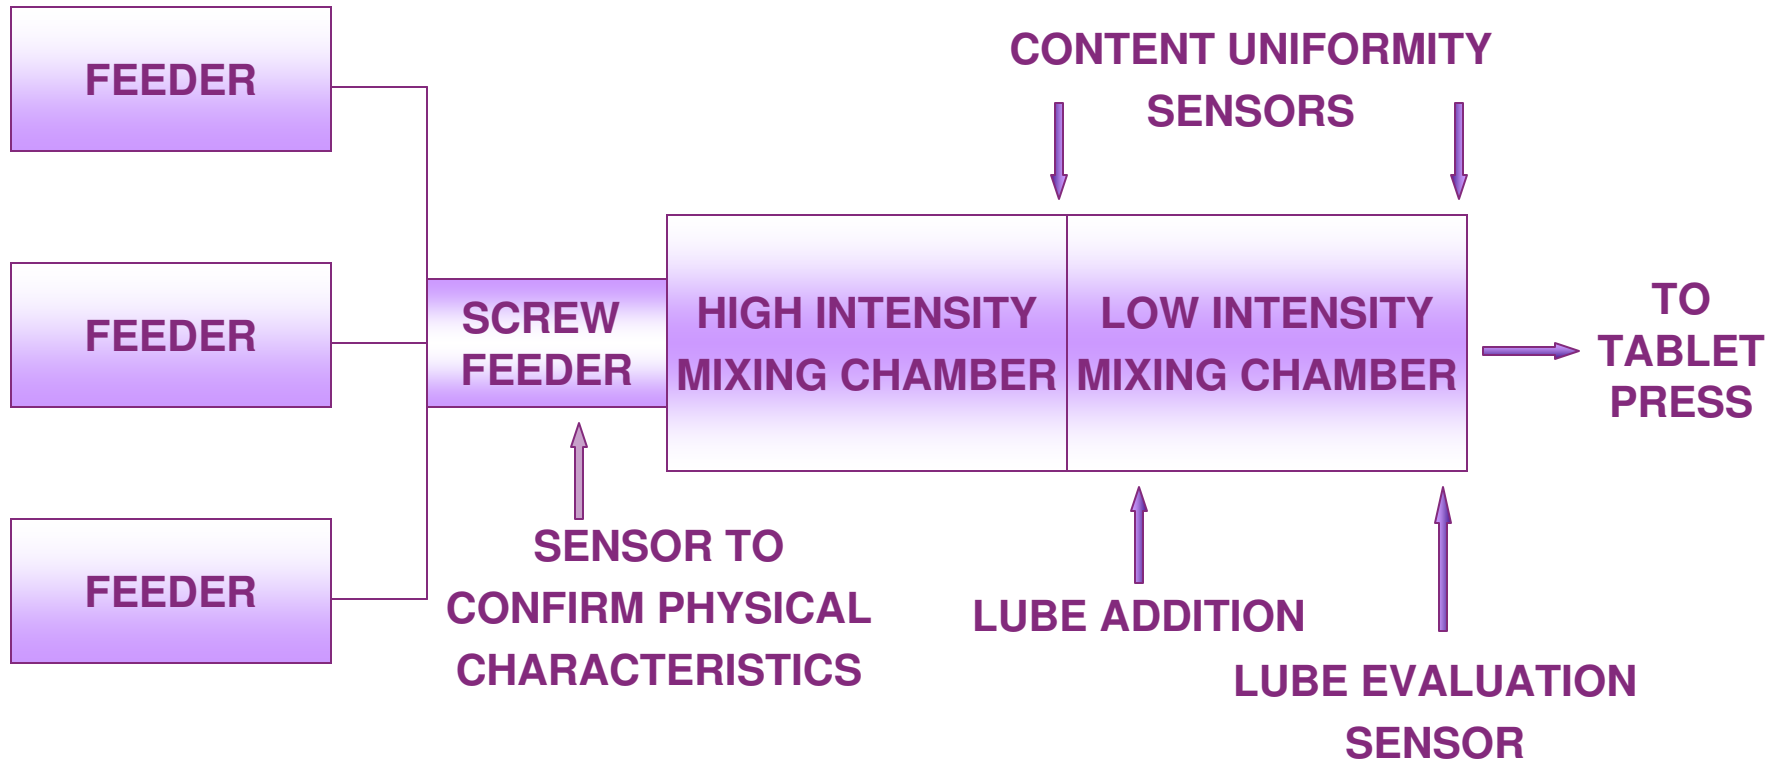 FEEDER
FEEDER
FEEDER
SCREW
FEEDER
SENSOR TO
CONFIRM PHYSICAL
CHARACTERISTICS
HIGH INTENSITY
MIXING CHAMBER
CONTENT UNIFORMITY
SENSORS
LOW INTENSITY
MIXING CHAMBER
LUBE ADDITION
LUBE EVALUATION
SENSOR
TO
TABLET
PRESS